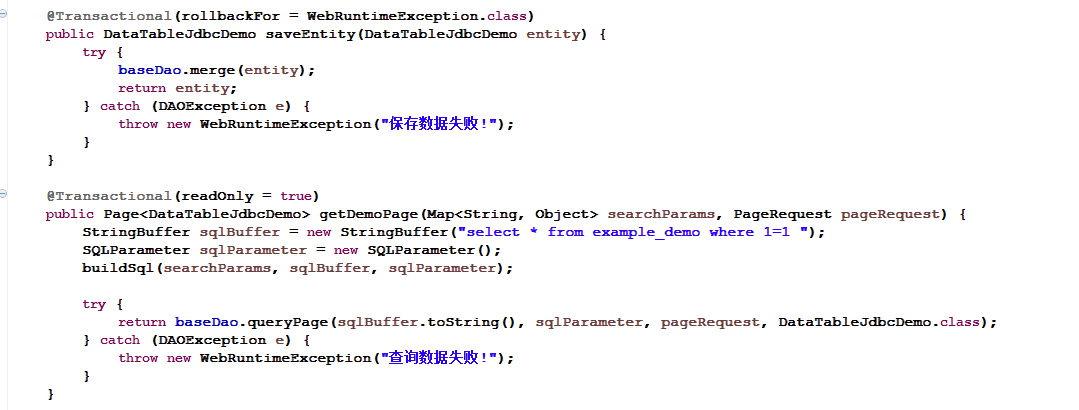 @Transactional(rollbackFor = WebRuntimeException.class)
public DataTableJdbcDemo saveEntity(DataTableJdbcDemo entity) {
    try {
        baseDao.merge(entity);
        return entity;
    } catch (DAOException e) {
        throw new WebRuntimeException("保存数据失败!");
    }
}

@Transactional(readOnly = true)
public Page<DataTableJdbcDemo> getDemoPage(Map<String, Object> searchParams, PageRequest pageRequest) {
    StringBuffer sqlBuffer = new StringBuffer("select * from example_demo where 1=1 ");
    SQLParameter sqlParameter = new SQLParameter();
    buildSql(searchParams, sqlBuffer, sqlParameter);

    try {
        return baseDao.queryPage(sqlBuffer.toString(), sqlParameter, pageRequest, DataTableJdbcDemo.class);
    } catch (DAOException e) {
        throw new WebRuntimeException("查询数据失败!");
    }
}